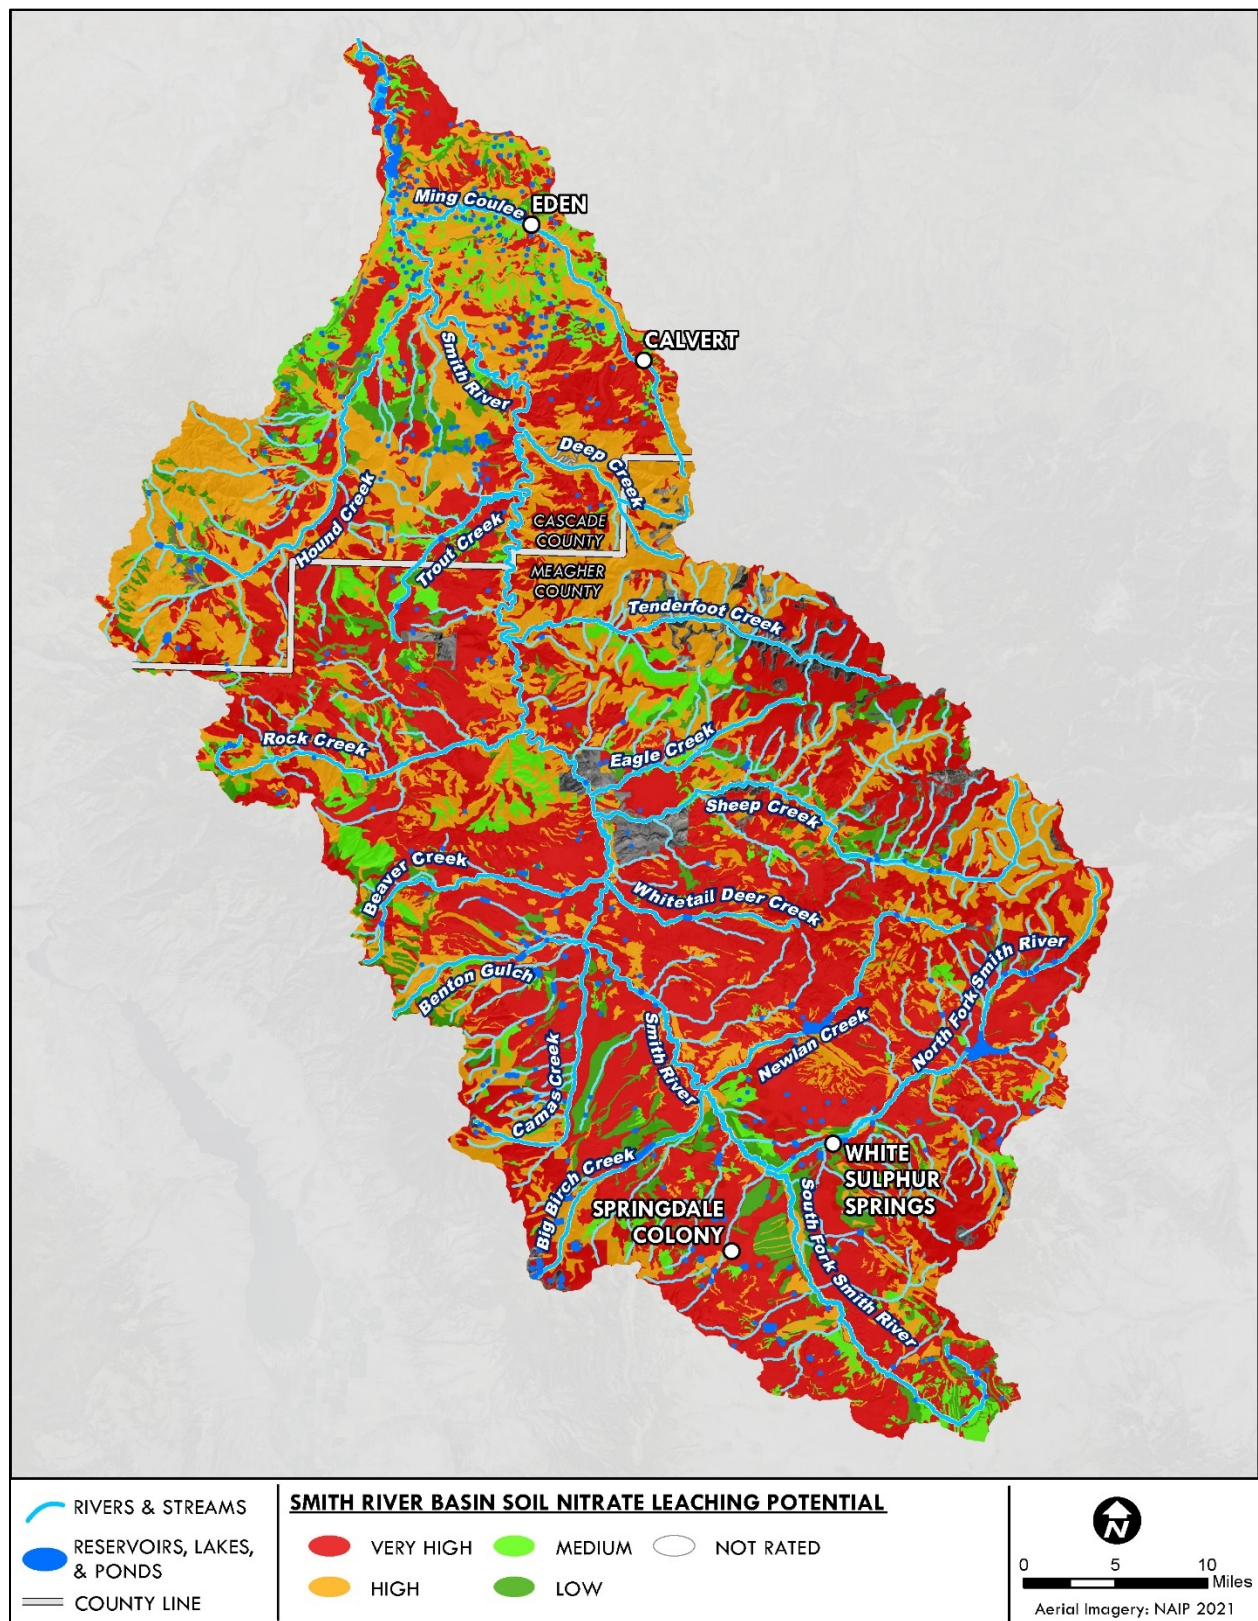 Ming Coulee
EDEN
CALVERT
Smith River
Deep Creek
Hound Creek
Trout Creek
CASCADE
COUNTY
MEAGHER
COUNTY
Tenderfoot Creek
Rock Creek
Eagle Creek
Sheep Creek
Beaver Creek
Whitetail Deer Creek
Benton Gulch
North Fork Smith River
Smith River
Newlan Creek
Camas Creek
Big Birch Creek
WHITE
SULPHUR
SPRINGS
SPRINGDALE
COLONY
South Fork Smith River
RIVERS & STREAMS
RESERVOIRS, LAKES,
& PONDS
COUNTY LINE
SMITH RIVER BASIN SOIL NITRATE LEACHING POTENTIAL
VERY HIGH
MEDIUM
NOT RATED
HIGH
LOW
N
0 5 10
Miles
Aerial Imagery: NAIP 2021